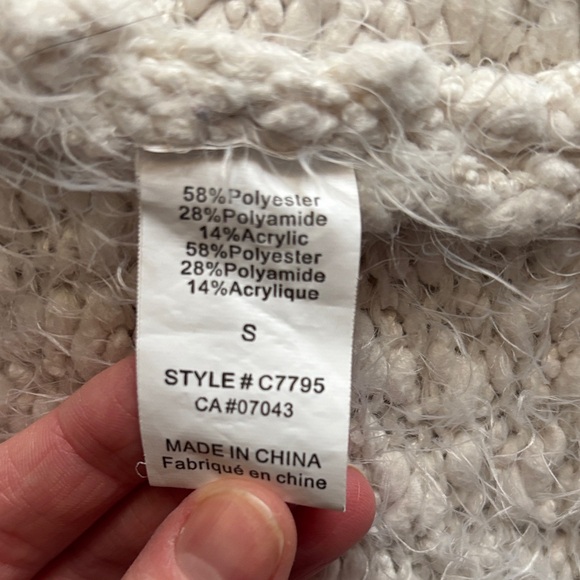 58%Polyester
28%Polyamide
14%Acrylic
58%Polyester
28%Polyamide
14%Acrylique
S
STYLE # C7795
CA #07043
MADE IN CHINA
Fabriqué en chine